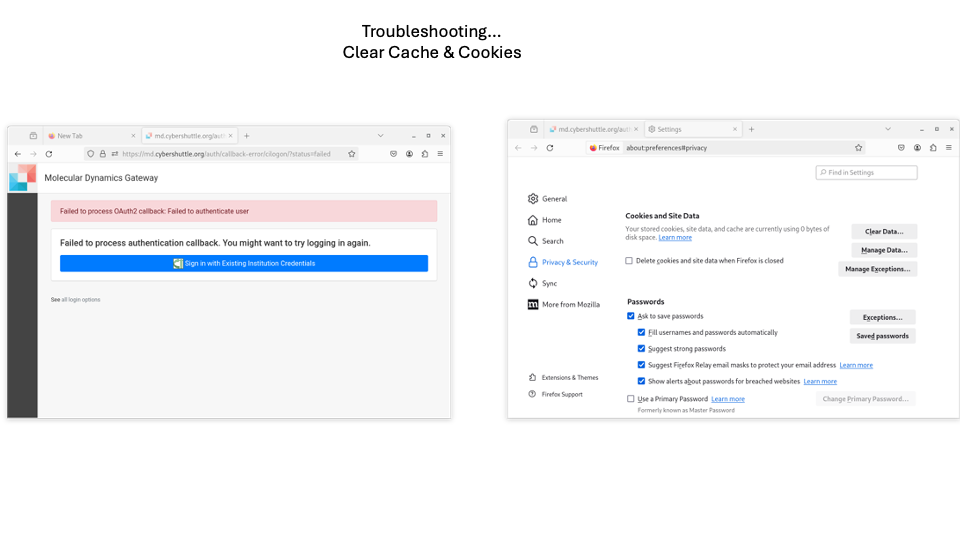 Troubleshooting...
Clear Cache & Cookies
New Tab
md.cybershuttle.org/aut
https://md.cybershuttle.org/auth/callback-error/cilogon/?status=failed
Molecular Dynamics Gateway
Failed to process OAuth2 callback: Failed to authenticate user
Failed to process authentication callback. You might want to try logging in again.
Sign in with Existing Institution Credentials
See all login options
md.cybershuttle.org/aut
Settings
Firefox
about:preferences#privacy
Find in Settings
General
Home
Search
Privacy & Security
Sync
More from Mozilla
Extensions & Themes
Firefox Support
Cookies and Site Data
Your stored cookies, site data, and cache are currently using 0 bytes of
disk space. Learn more
Delete cookies and site data when Firefox is closed
Clear Data...
Manage Data...
Manage Exceptions...
Passwords
Ask to save passwords
Fill usernames and passwords automatically
Suggest strong passwords
Suggest Firefox Relay email masks to protect your email address Learn more
Show alerts about passwords for breached websites Learn more
Use a Primary Password Learn more
Formerly known as Master Password
Exceptions...
Saved passwords
Change Primary Password...